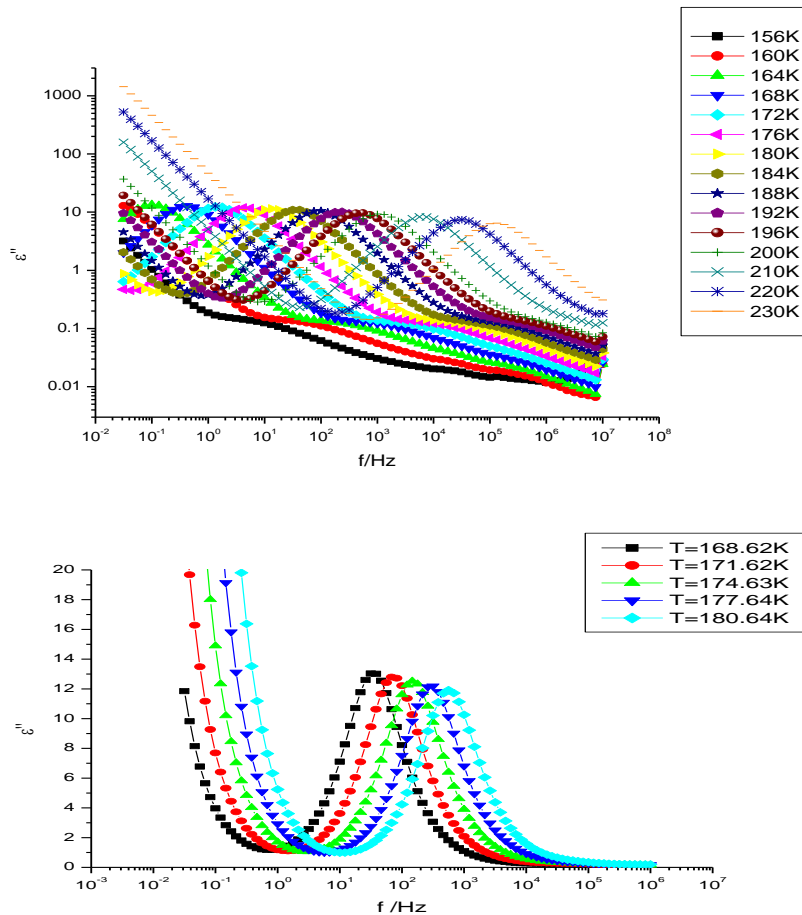 156K
160K
164K
168K
172K
176K
180K
184K
188K
192K
196K
200K
210K
220K
230K
1000
100
10
1
0.1
0.01
ε''
10⁻² 10⁻¹ 10⁰ 10¹ 10² 10³ 10⁴ 10⁵ 10⁶ 10⁷ 10⁸
f/Hz
T=168.62K
T=171.62K
T=174.63K
T=177.64K
T=180.64K
20
18
16
14
12
10
8
6
4
2
0
ε''
10⁻³ 10⁻² 10⁻¹ 10⁰ 10¹ 10² 10³ 10⁴ 10⁵ 10⁶ 10⁷
f /Hz